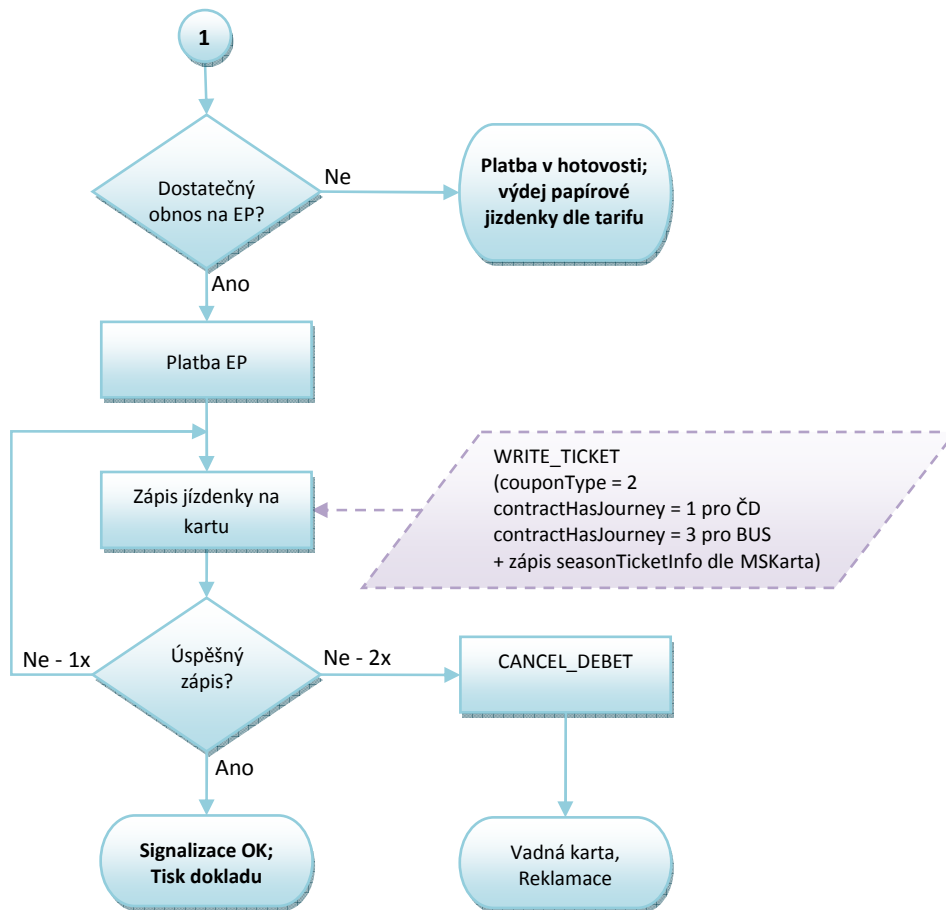 1
Dostatečný
obnos na EP?
Ne
Platba v hotovosti;
výdej papírové
jizdenky dle tarifu
Ano
Platba EP
Zápis jízdenky na
kartu
WRITE_TICKET
(couponType = 2
contractHasJourney = 1 pro ČD
contractHasJourney = 3 pro BUS
+ zápis seasonTicketInfo dle MSKarta)
Ne - 1x
Úspěšný
zápis?
Ne - 2x
CANCEL_DEBET
Ano
Signalizace OK;
Tisk dokladu
Vadná karta,
Reklamace